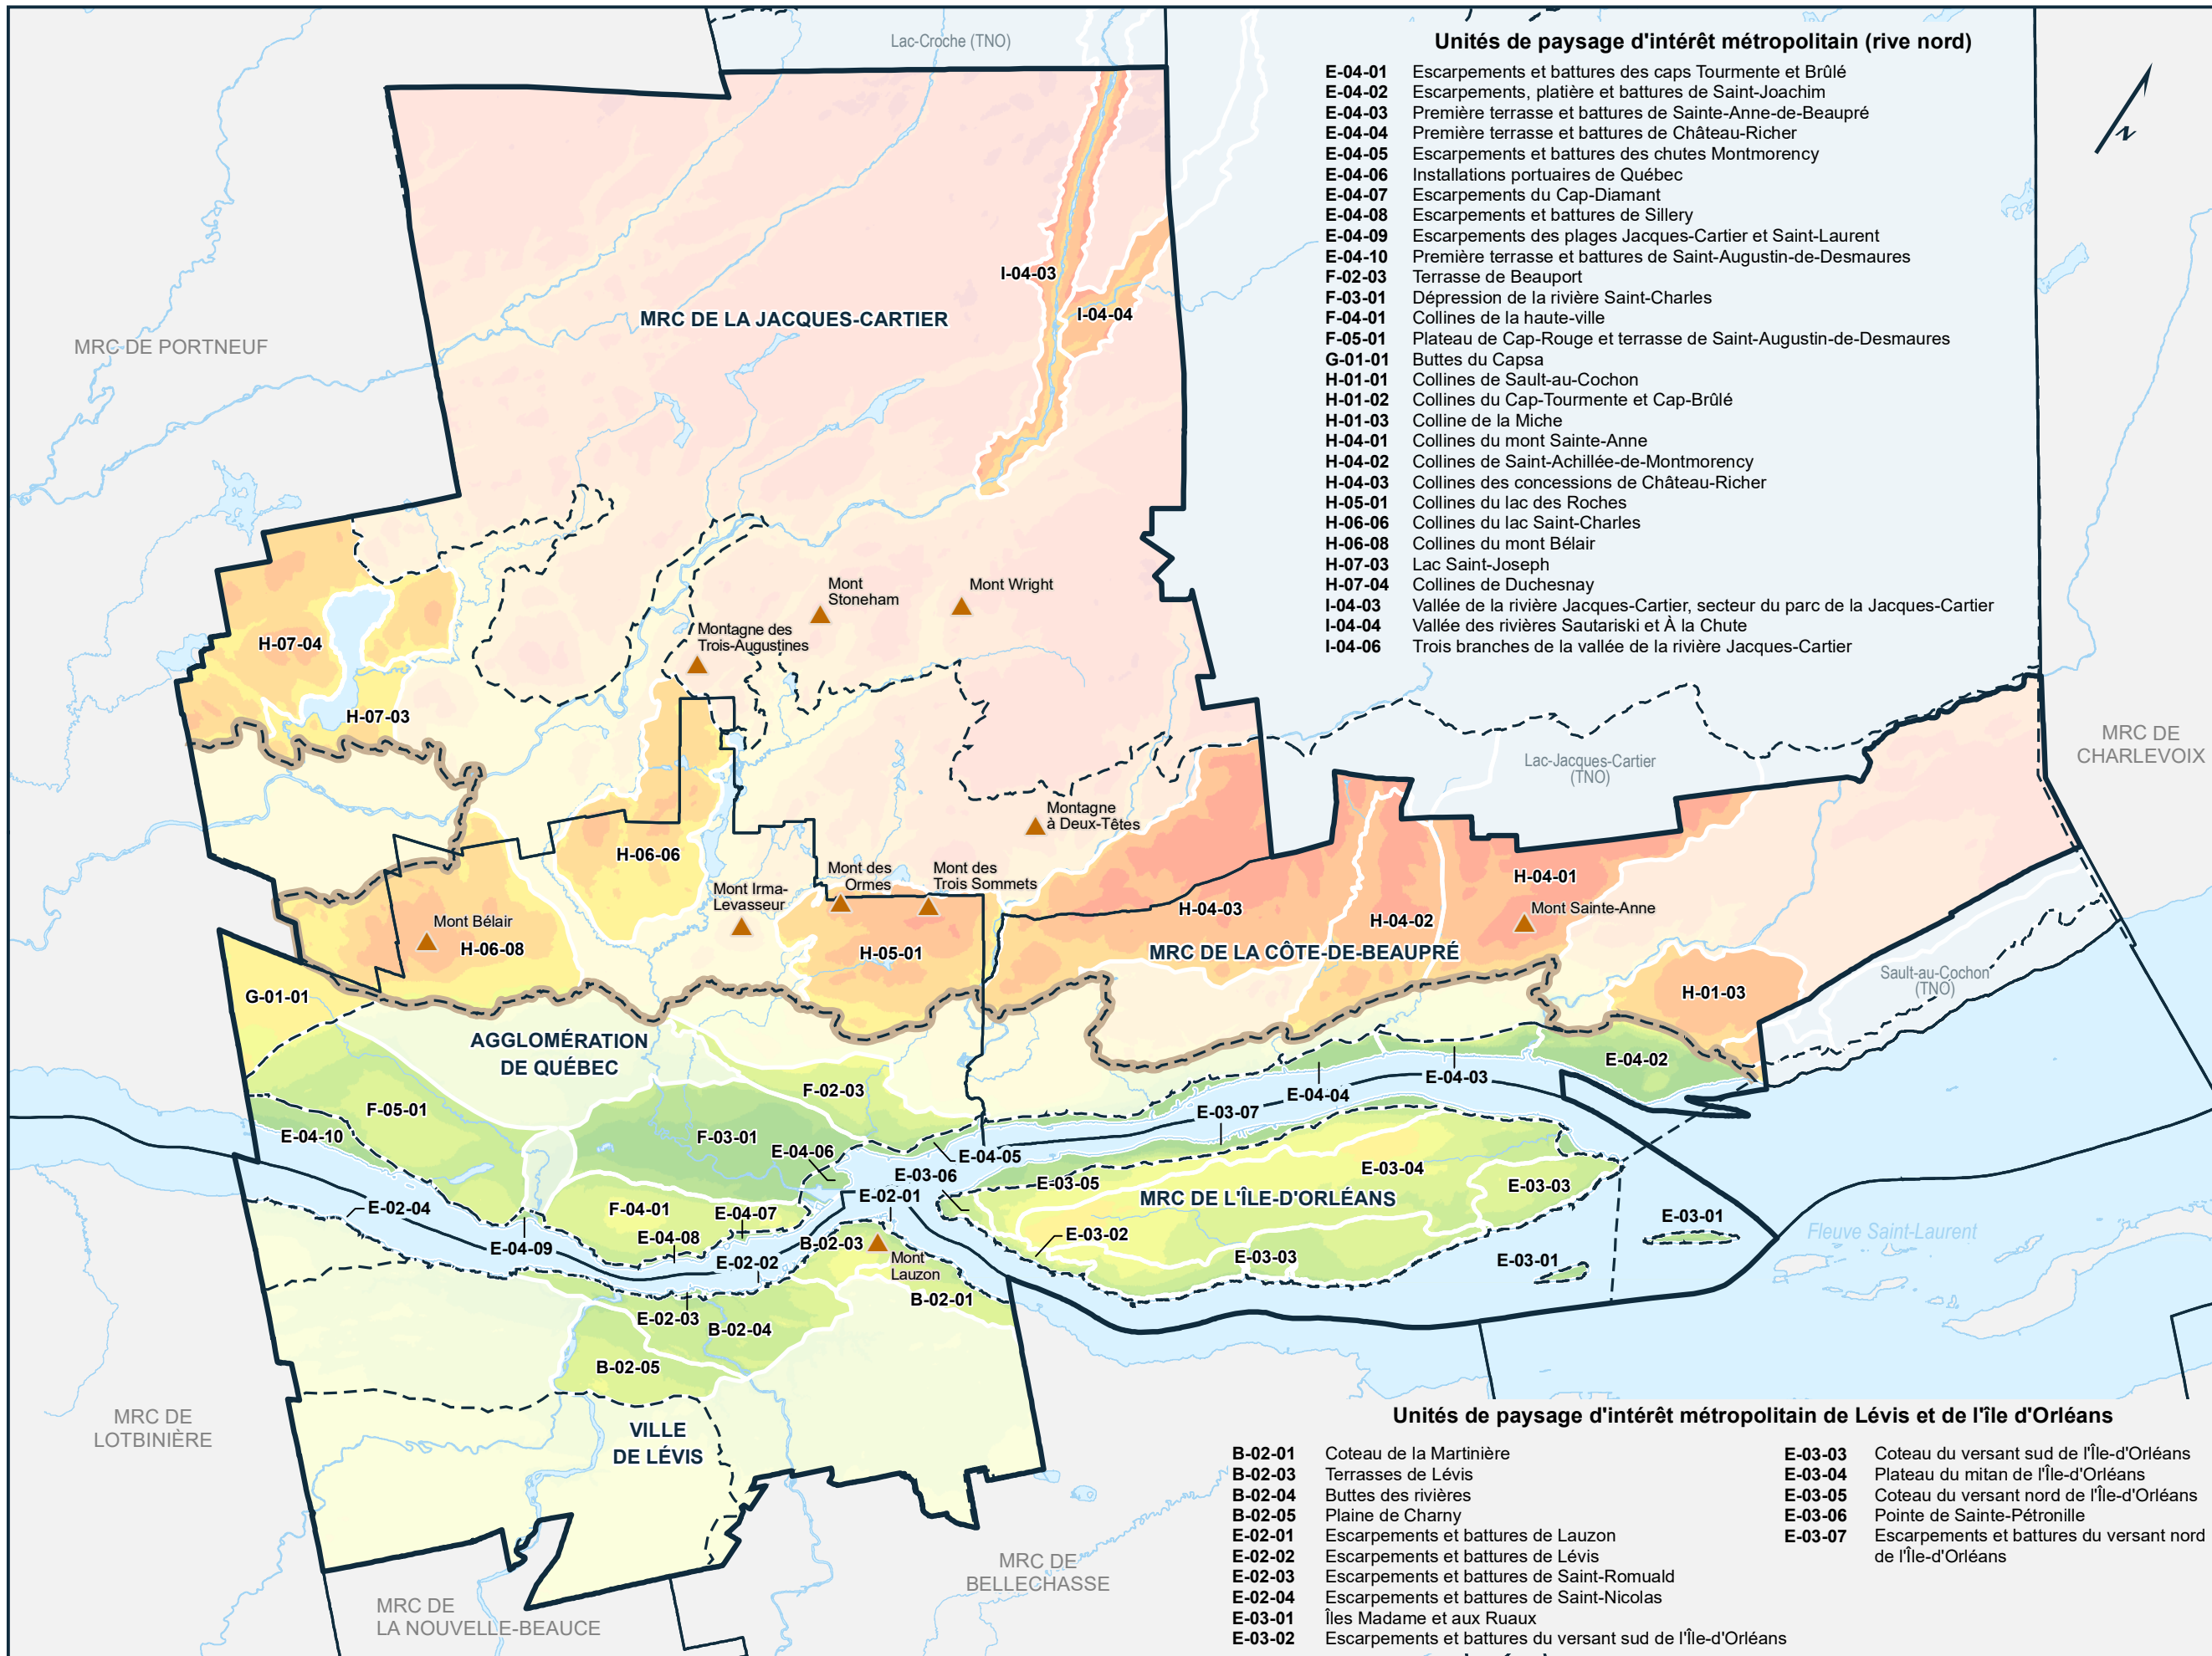 Lac-Croche (TNO)
Unités de paysage d'intérêt métropolitain (rive nord)
E-04-01 Escarpements et battures des caps Tourmente et Brûlé
E-04-02 Escarpements, platière et battures de Saint-Joachim
E-04-03 Première terrasse et battures de Sainte-Anne-de-Beaupré
E-04-04 Première terrasse et battures de Château-Richer
E-04-05 Escarpements et battures des chutes Montmorency
E-04-06 Installations portuaires de Québec
E-04-07 Escarpements du Cap-Diamant
E-04-08 Escarpements et battures de Sillery
E-04-09 Escarpements des plages Jacques-Cartier et Saint-Laurent
E-04-10 Première terrasse et battures de Saint-Augustin-de-Desmaures
F-02-03 Terrasse de Beauport
F-03-01 Dépression de la rivière Saint-Charles
F-04-01 Collines de la haute-ville
F-05-01 Plateau de Cap-Rouge et terrasse de Saint-Augustin-de-Desmaures
G-01-01 Buttes du Capsa
H-01-01 Collines de Sault-au-Cochon
H-01-02 Collines du Cap-Tourmente et Cap-Brûlé
H-01-03 Colline de la Miche
H-04-01 Collines du mont Sainte-Anne
H-04-02 Collines de Saint-Achillée-de-Montmorency
H-04-03 Collines des concessions de Château-Richer
H-05-01 Collines du lac des Roches
H-06-06 Collines du lac Saint-Charles
H-06-08 Collines du mont Bélair
H-07-03 Lac Saint-Joseph
H-07-04 Collines de Duchesnay
I-04-03 Vallée de la rivière Jacques-Cartier, secteur du parc de la Jacques-Cartier
I-04-04 Vallée des rivières Sautariski et À la Chute
I-04-06 Trois branches de la vallée de la rivière Jacques-Cartier
N
I-04-03
I-04-04
MRC DE LA JACQUES-CARTIER
MRC DE PORTNEUF
Mont
Stoneham
Mont Wright
Montagne des
Trois-Augustines
H-07-04
H-07-03
MRC DE
CHARLEVOIX
Lac-Jacques-Cartier
(TNO)
Montagne
à Deux-Têtes
H-06-06
Mont des
Ormes
Mont des
Trois Sommets
Mont Irma-
Levasseur
H-04-01
Mont Sainte-Anne
H-04-03
H-04-02
Mont Bélair
H-06-08
H-05-01
MRC DE LA CÔTE-DE-BEAUPRÉ
Sault-au-Cochon
(TNO)
H-01-03
G-01-01
AGGLOMÉRATION
DE QUÉBEC
E-04-02
E-04-03
E-04-04
F-02-03
F-05-01
E-03-07
E-04-10
F-03-01
E-04-06
E-04-05
E-03-06
E-03-05
E-03-04
E-03-03
E-02-01
MRC DE L'ÎLE-D'ORLÉANS
E-02-04
F-04-01
E-04-07
E-03-01
E-03-02
Fleuve Saint-Laurent
E-04-08
E-04-09
B-02-03
E-02-02
Mont
Lauzon
E-03-03
E-03-01
B-02-01
E-02-03
B-02-04
B-02-05
MRC DE
LOTBINIÈRE
VILLE
DE LÉVIS
MRC DE
LA NOUVELLE-BEAUCE
MRC DE
BELLECHASSE
Unités de paysage d'intérêt métropolitain de Lévis et de l'île d'Orléans
B-02-01 Coteau de la Martinière
B-02-03 Terrasses de Lévis
B-02-04 Buttes des rivières
B-02-05 Plaine de Charny
E-02-01 Escarpements et battures de Lauzon
E-02-02 Escarpements et battures de Lévis
E-02-03 Escarpements et battures de Saint-Romuald
E-02-04 Escarpements et battures de Saint-Nicolas
E-03-01 Îles Madame et aux Ruaux
E-03-02 Escarpements et battures du versant sud de l'Île-d'Orléans
E-03-03 Coteau du versant sud de l'Île-d'Orléans
E-03-04 Plateau du mitan de l'Île-d'Orléans
E-03-05 Coteau du versant nord de l'Île-d'Orléans
E-03-06 Pointe de Sainte-Pétronille
E-03-07 Escarpements et battures du versant nord
de l'Île-d'Orléans